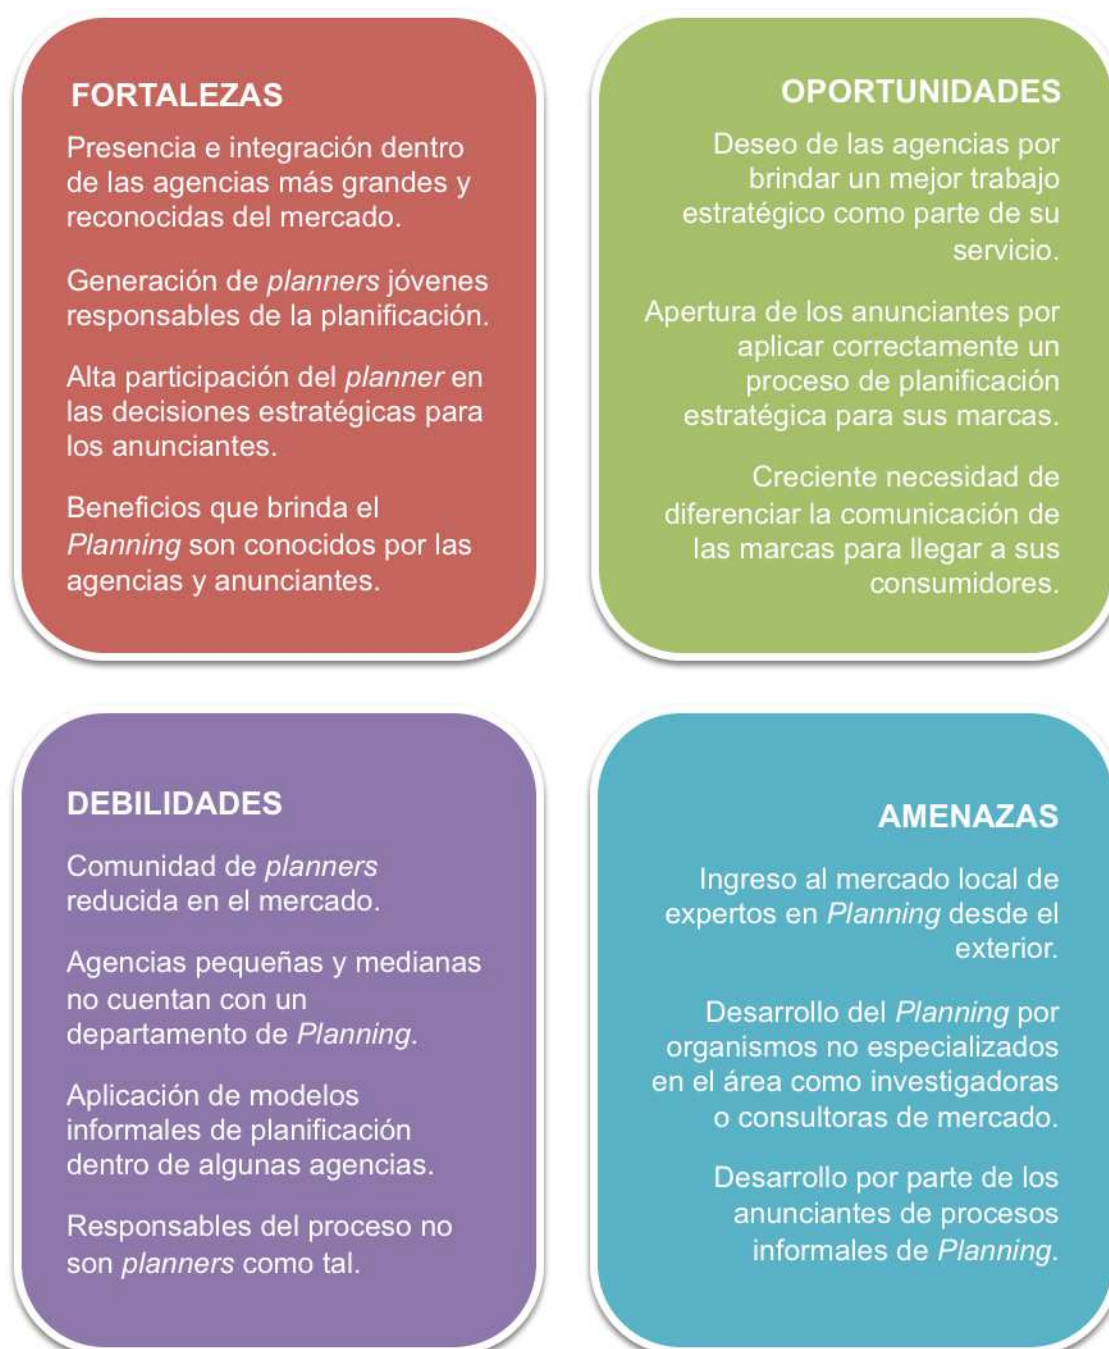 FORTALEZAS
Presencia e integración dentro
de las agencias más grandes y
reconocidas del mercado.
Generación de planners jóvenes
responsables de la planificación.
Alta participación del planner en
las decisiones estratégicas para
los anunciantes.
Beneficios que brinda el
Planning son conocidos por las
agencias y anunciantes.
OPORTUNIDADES
Deseo de las agencias por
brindar un mejor trabajo
estratégico como parte de su
servicio.
Apertura de los anunciantes por
aplicar correctamente un
proceso de planificación
estratégica para sus marcas.
Creciente necesidad de
diferenciar la comunicación de
las marcas para llegar a sus
consumidores.
DEBILIDADES
Comunidad de planners
reducida en el mercado.
Agencias pequeñas y medianas
no cuentan con un
departamento de Planning.
Aplicación de modelos
informales de planificación
dentro de algunas agencias.
Responsables del proceso no
son planners como tal.
AMENAZAS
Ingreso al mercado local de
expertos en Planning desde el
exterior.
Desarrollo del Planning por
organismos no especializados
en el área como investigadoras
o consultoras de mercado.
Desarrollo por parte de los
anunciantes de procesos
informales de Planning.